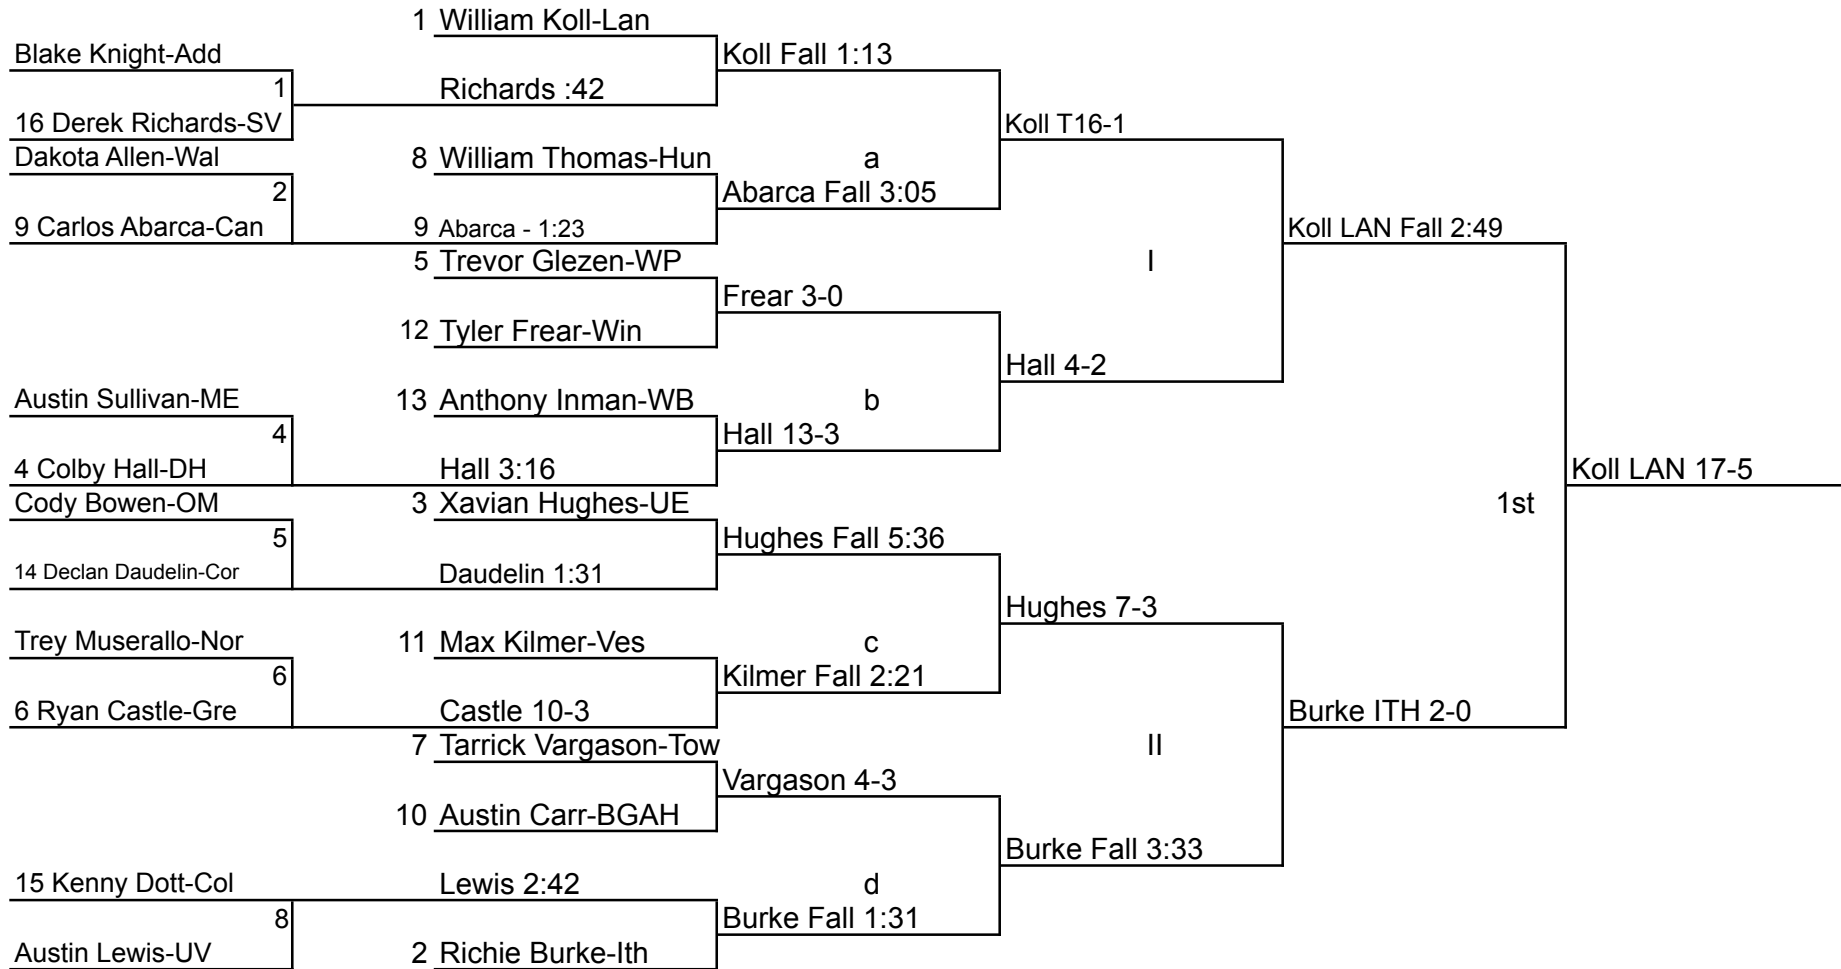 1 William Koll-Lan
Blake Knight-Add
Koll Fall 1:13
1
Richards :42
16 Derek Richards-SV
Koll T16-1
Dakota Allen-Wal
8 William Thomas-Hun
a
2
Abarca Fall 3:05
9 Carlos Abarca-Can
9 Abarca - 1:23
Koll LAN Fall 2:49
5 Trevor Glezen-WP
I
Frear 3-0
12 Tyler Frear-Win
Hall 4-2
Austin Sullivan-ME
13 Anthony Inman-WB
b
4
Hall 13-3
4 Colby Hall-DH
Hall 3:16
Koll LAN 17-5
Cody Bowen-OM
3 Xavian Hughes-UE
1st
5
Hughes Fall 5:36
14 Declan Daudelin-Cor
Daudelin 1:31
Hughes 7-3
Trey Muserallo-Nor
11 Max Kilmer-Ves
c
6
Kilmer Fall 2:21
6 Ryan Castle-Gre
Castle 10-3
Burke ITH 2-0
7 Tarrick Vargason-Tow
II
Vargason 4-3
10 Austin Carr-BGAH
Burke Fall 3:33
15 Kenny Dott-Col
Lewis 2:42
d
8
Burke Fall 1:31
Austin Lewis-UV
2 Richie Burke-Ith